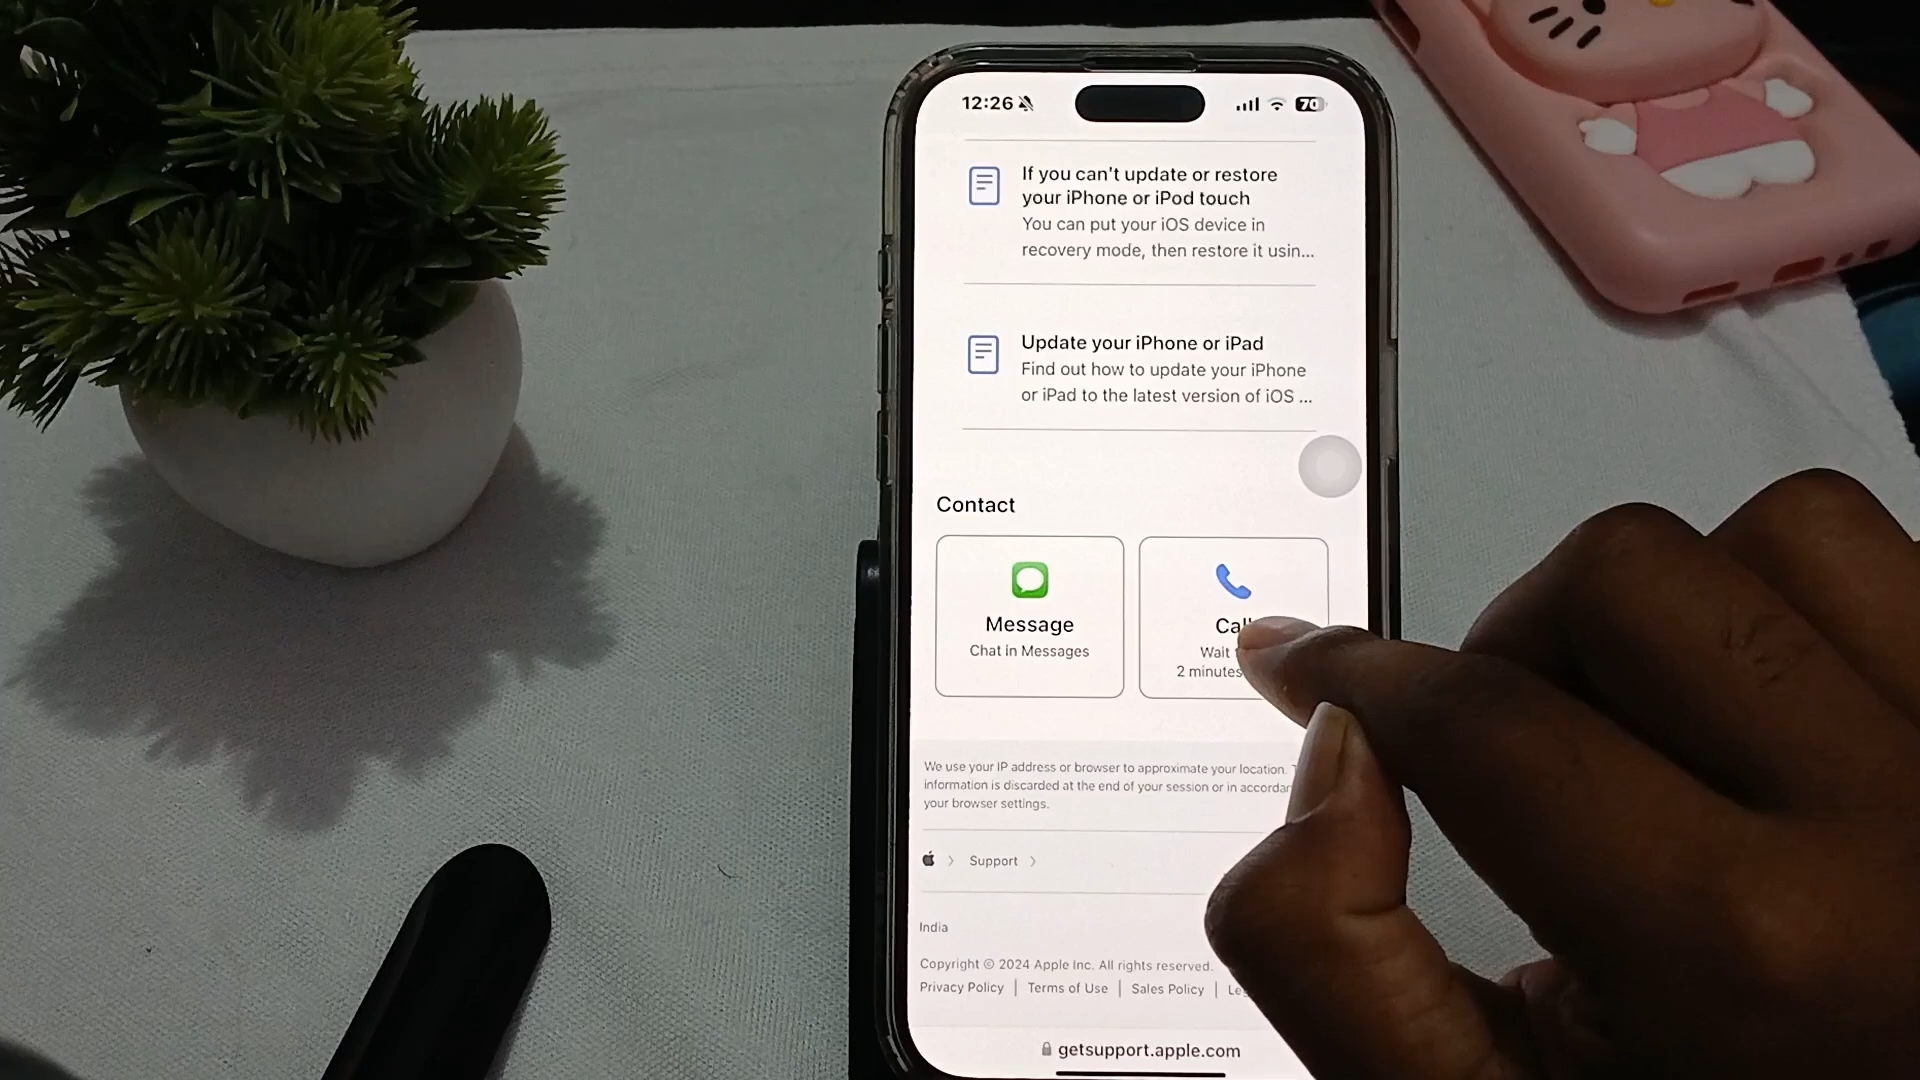 12:26
70
If you can't update or restore
your iPhone or iPod touch
You can put your iOS device in
recovery mode, then restore it usin...
Update your iPhone or iPad
Find out how to update your iPhone
or iPad to the latest version of iOS ...
Contact
Message
Chat in Messages
Call
Wait
2 minutes
We use your IP address or browser to approximate your location.
information is discarded at the end of your session or in
your browser settings.
Support
India
Copyright © 2024 Apple Inc. All rights reserved.
Privacy Policy | Terms of Use | Sales Policy |
getsupport.apple.com